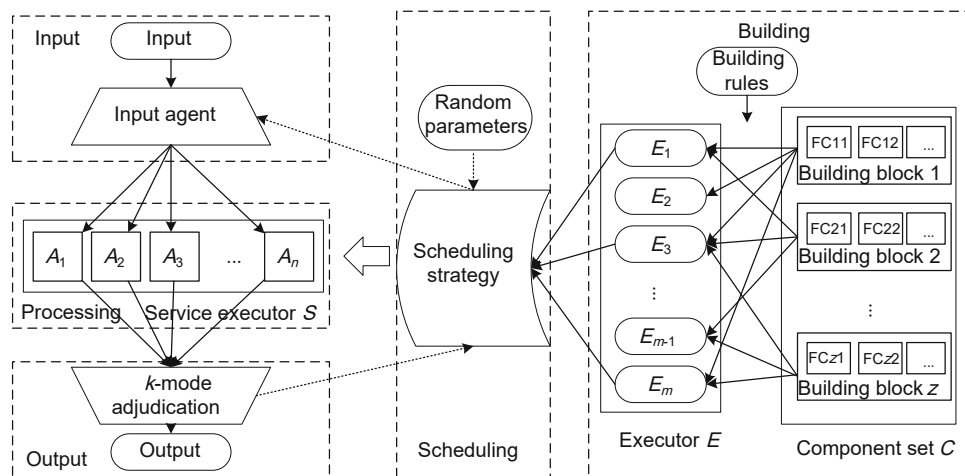 Input
Input
Input agent
A1
A2
A3
...
An
Processing
Service executor S
k-mode
adjudication
Output
Output
Random
parameters
Scheduling
strategy
Scheduling
Building
Building
rules
E1
E2
E3
...
Em-1
Em
Executor E
FC11
FC12
...
Building block 1
FC21
FC22
...
Building block 2
...
FCz1
FCz2
...
Building block z
Component set C